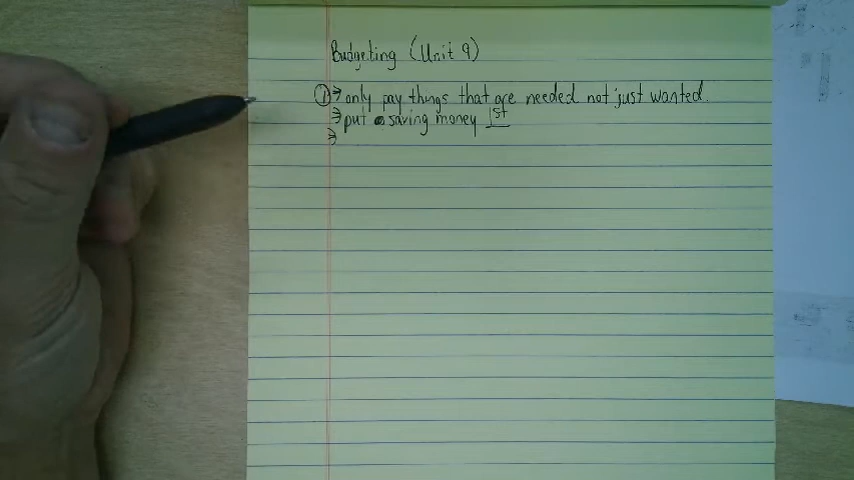 Budgeting (Unit 9)
① → only pay things that are needed not just wanted.
→ put saving money 1st
→